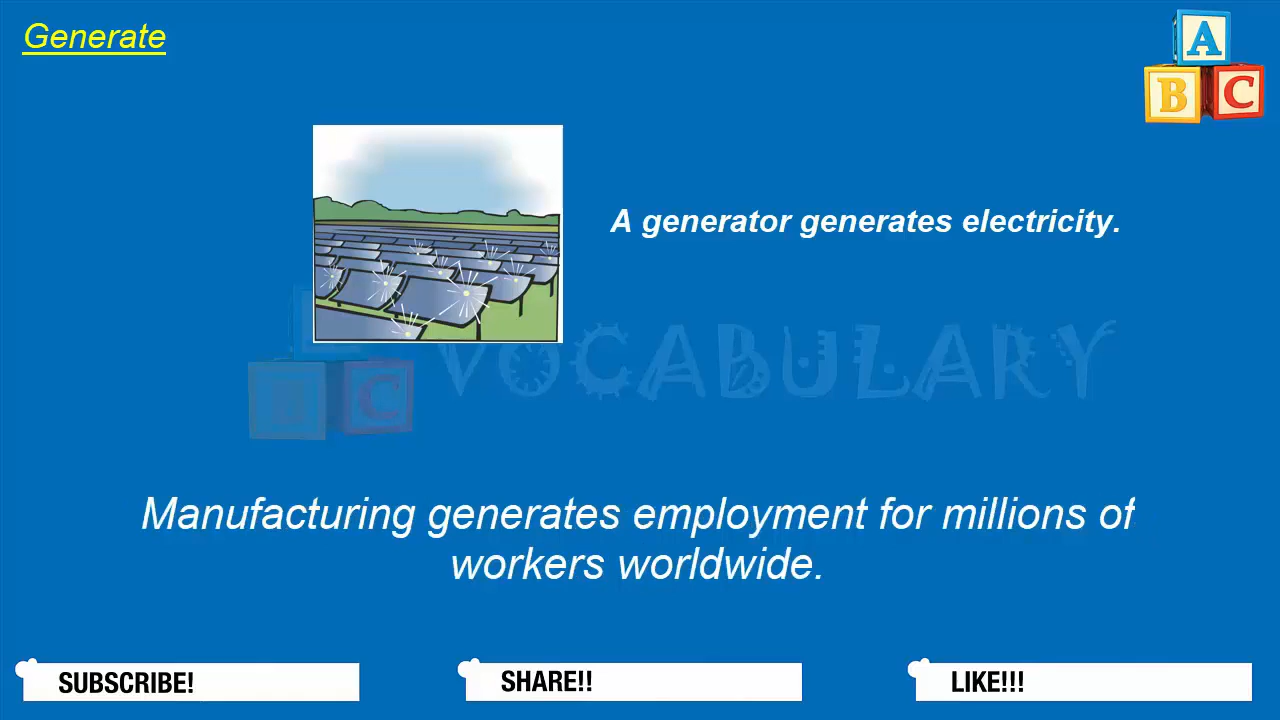 Generate
A
B C
A generator generates electricity.
VOCABULARY
C
Manufacturing generates employment for millions of
workers worldwide.
SUBSCRIBE!
SHARE!!
LIKE!!!